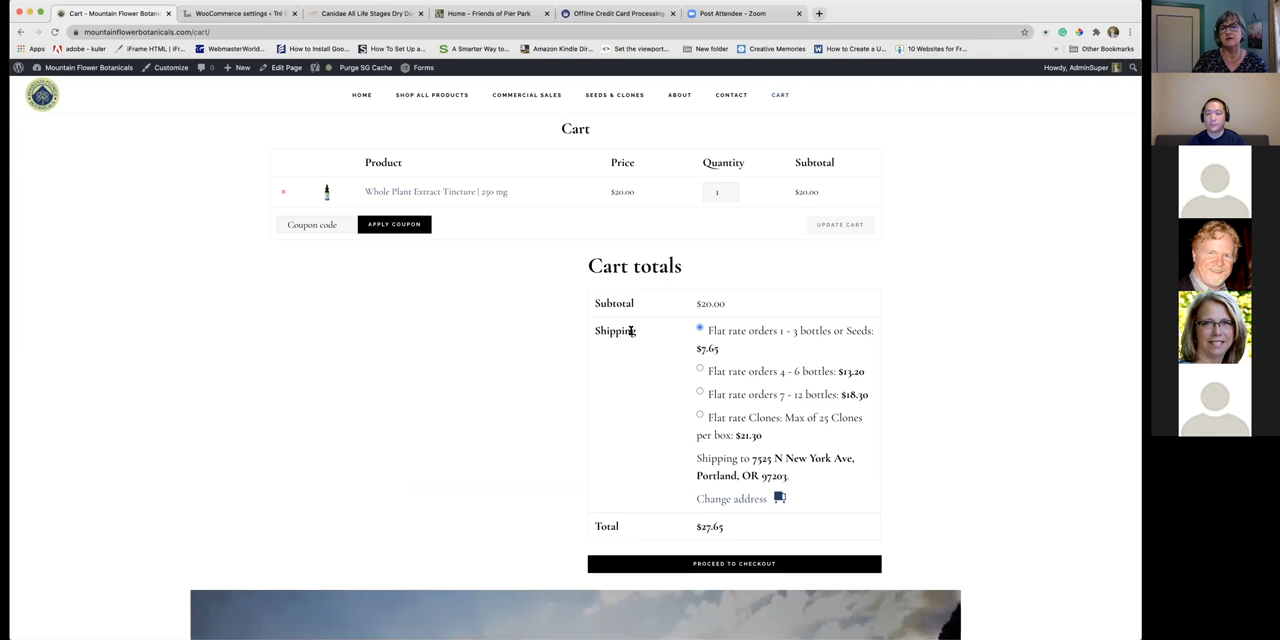 Cart - Mountain Flower Botani
WooCommerce settings ‹ Tré
Canidae All Life Stages Dry Do
Home – Friends of Pier Park
Offline Credit Card Processing
Post Attendee - Zoom
mountainflowerbotanicals.com/cart/
Apps
adobe - kuler
iFrame HTML | iFr...
WebmasterWorld...
How to Install Goo...
How To Set up a...
A Smarter Way to...
Amazon Kindle Dir...
Set the viewport...
New folder
Creative Memories
How to Create a U...
10 Websites for Fr...
»
Other Bookmarks
Mountain Flower Botanicals
Customize
0
+ New
Edit Page
Purge SG Cache
Forms
Howdy, AdminSuper
HOME
SHOP ALL PRODUCTS
COMMERCIAL SALES
SEEDS & CLONES
ABOUT
CONTACT
CART
Cart
Product Price Quantity Subtotal
× Whole Plant Extract Tincture | 250 mg $20.00 1 $20.00
Coupon code APPLY COUPON UPDATE CART
Cart totals
Subtotal $20.00
Shipping Flat rate orders 1 - 3 bottles or Seeds:
$7.65
Flat rate orders 4 - 6 bottles: $13.20
Flat rate orders 7 - 12 bottles: $18.30
Flat rate Clones: Max of 25 Clones
per box: $21.30
Shipping to 7525 N New York Ave,
Portland, OR 97203.
Change address
Total $27.65
PROCEED TO CHECKOUT